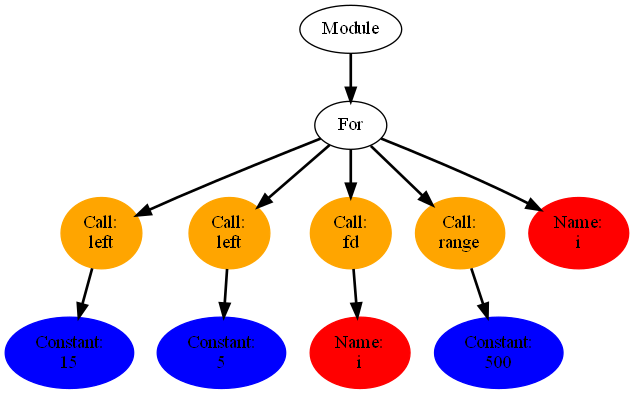 Module
For
Call:
left
Call:
left
Call:
fd
Call:
range
Name:
i
Constant:
15
Constant:
5
Name:
i
Constant:
500